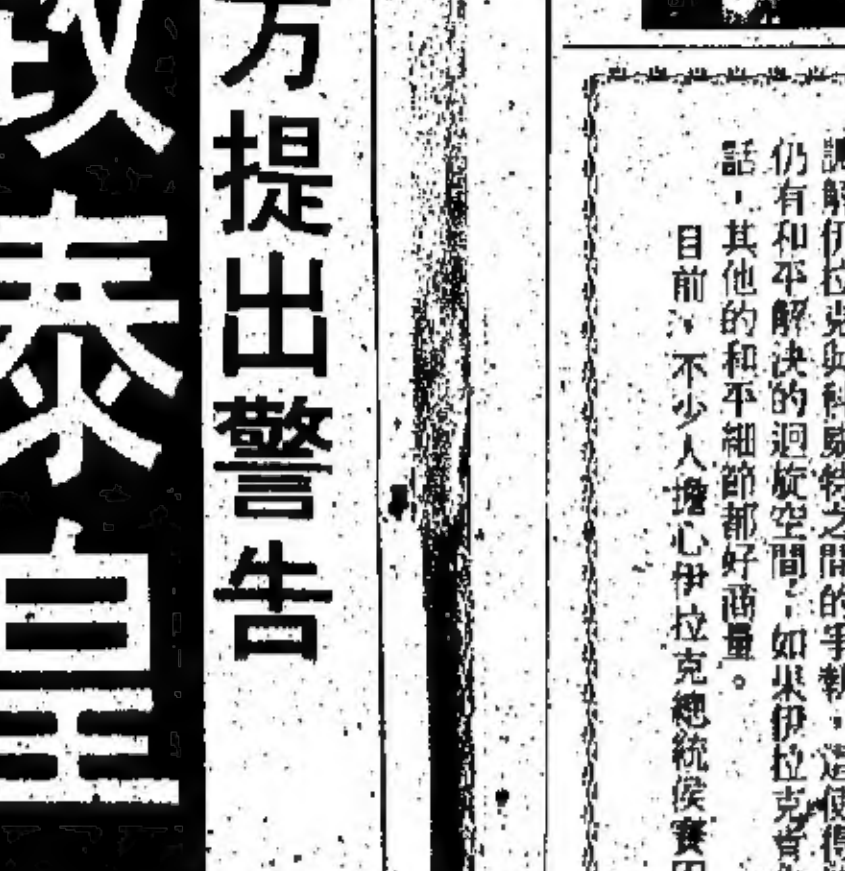 調解伊拉克與科威特之間的爭執，這使得
仍有和平解決的迴旋空間，如果伊拉克肯
話，其他的和平細節都好商量。
目前，不少人擔心伊拉克總統侯賽因
方提出警告
泰皇